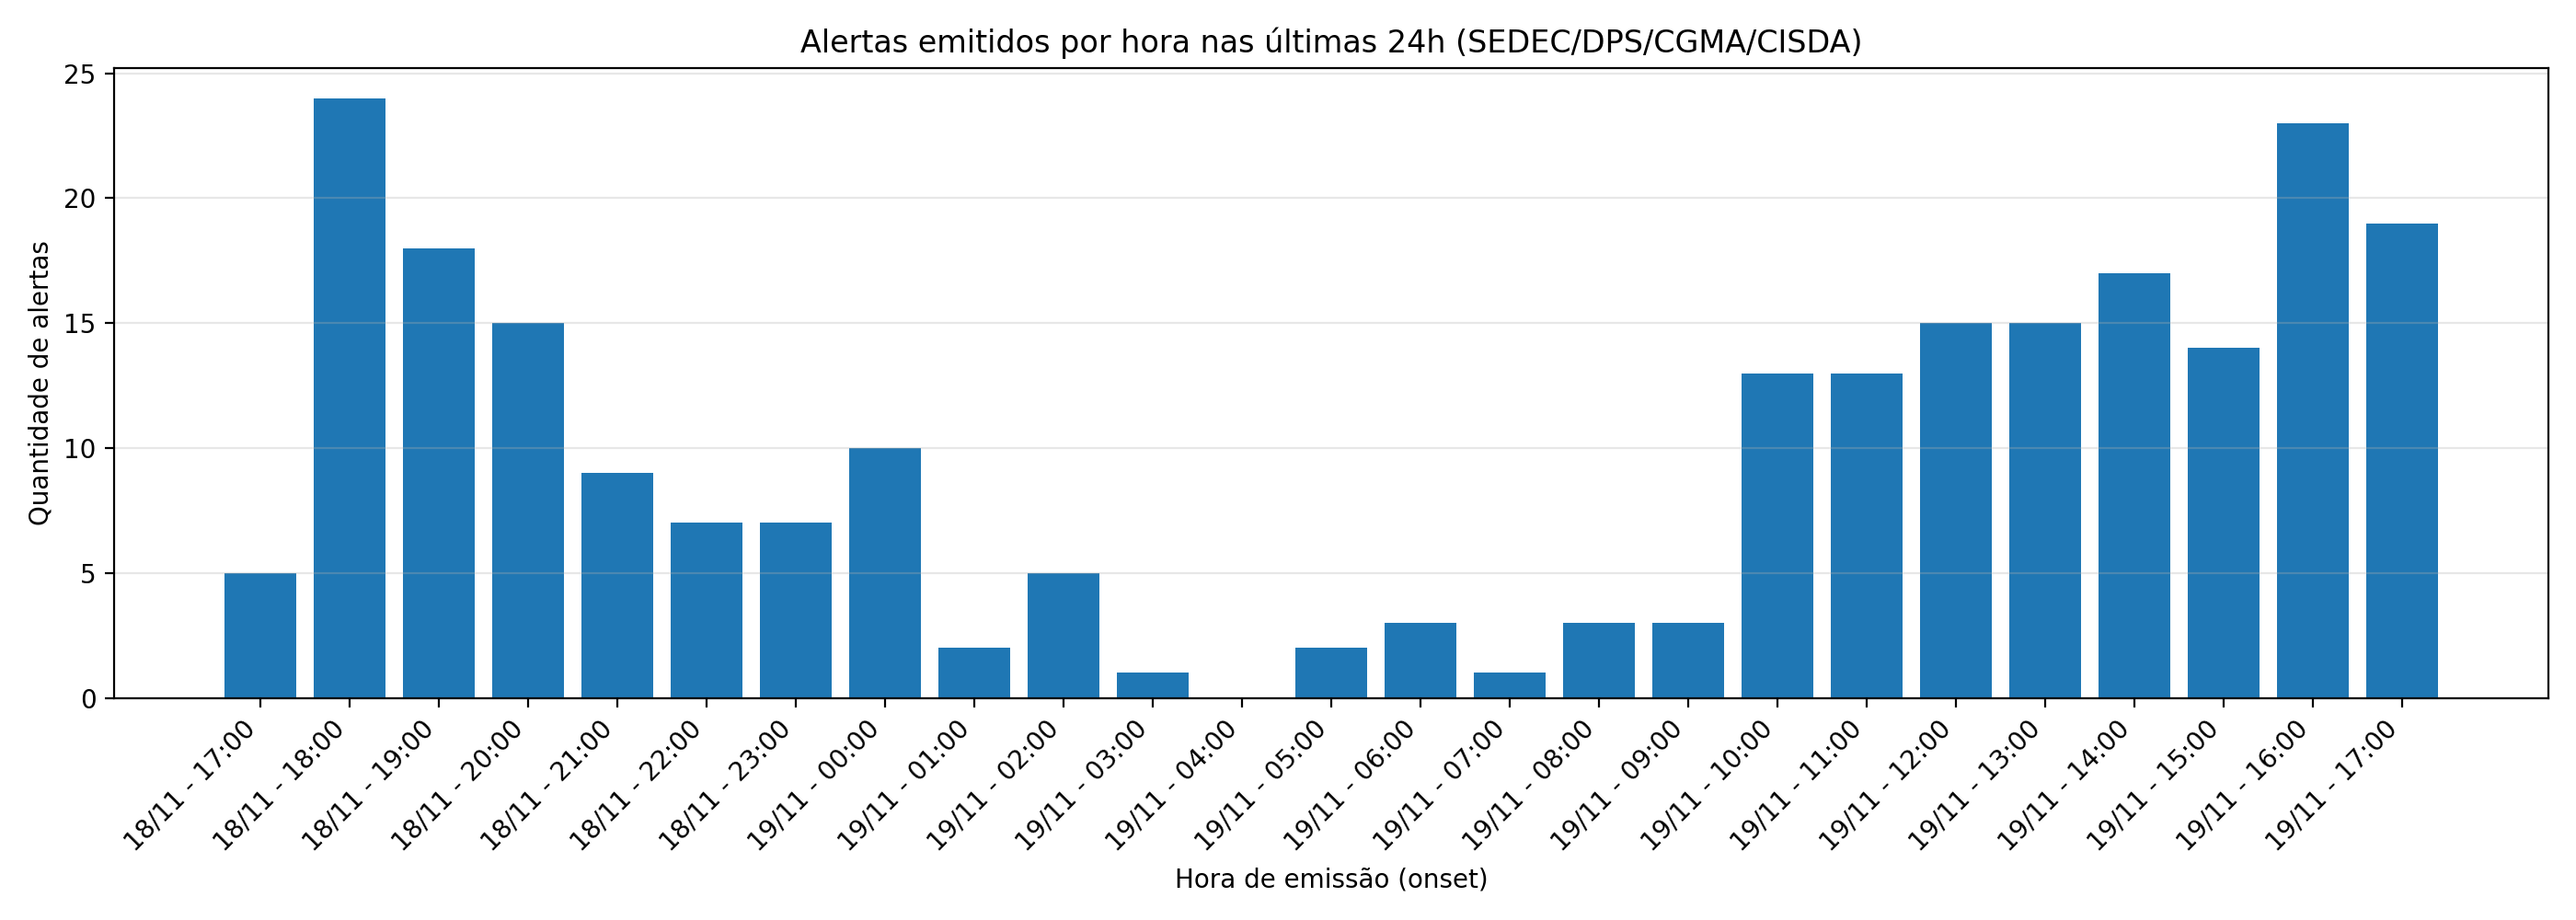 Alertas emitidos por hora nas últimas 24h (SEDEC/DPS/CGMA/CISDA)
Quantidade de alertas
25
20
15
10
5
0
18/11 - 17:00
18/11 - 18:00
18/11 - 19:00
18/11 - 20:00
18/11 - 21:00
18/11 - 22:00
18/11 - 23:00
19/11 - 00:00
19/11 - 01:00
19/11 - 02:00
19/11 - 03:00
19/11 - 04:00
19/11 - 05:00
19/11 - 06:00
19/11 - 07:00
19/11 - 08:00
19/11 - 09:00
19/11 - 10:00
19/11 - 11:00
19/11 - 12:00
19/11 - 13:00
19/11 - 14:00
19/11 - 15:00
19/11 - 16:00
19/11 - 17:00
Hora de emissão (onset)